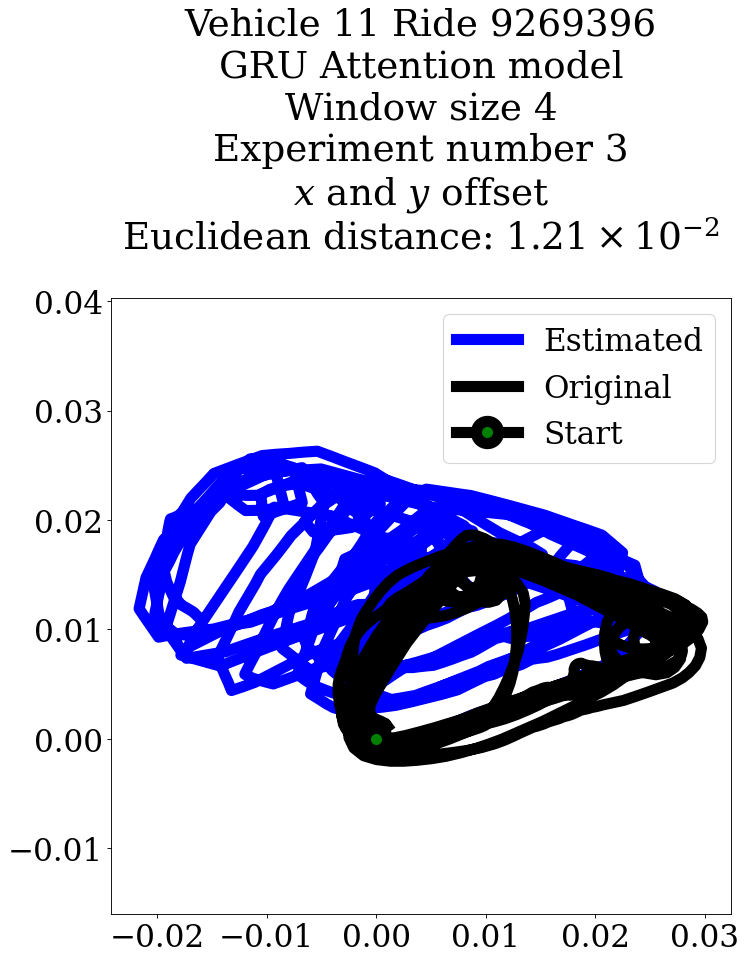 Vehicle 11 Ride 9269396
GRU Attention model
Window size 4
Experiment number 3
x and y offset
Euclidean distance: 1.21 × 10⁻²
0.04
0.03
0.02
0.01
0.00
−0.01
Estimated
Original
Start
−0.02 −0.01 0.00 0.01 0.02 0.03